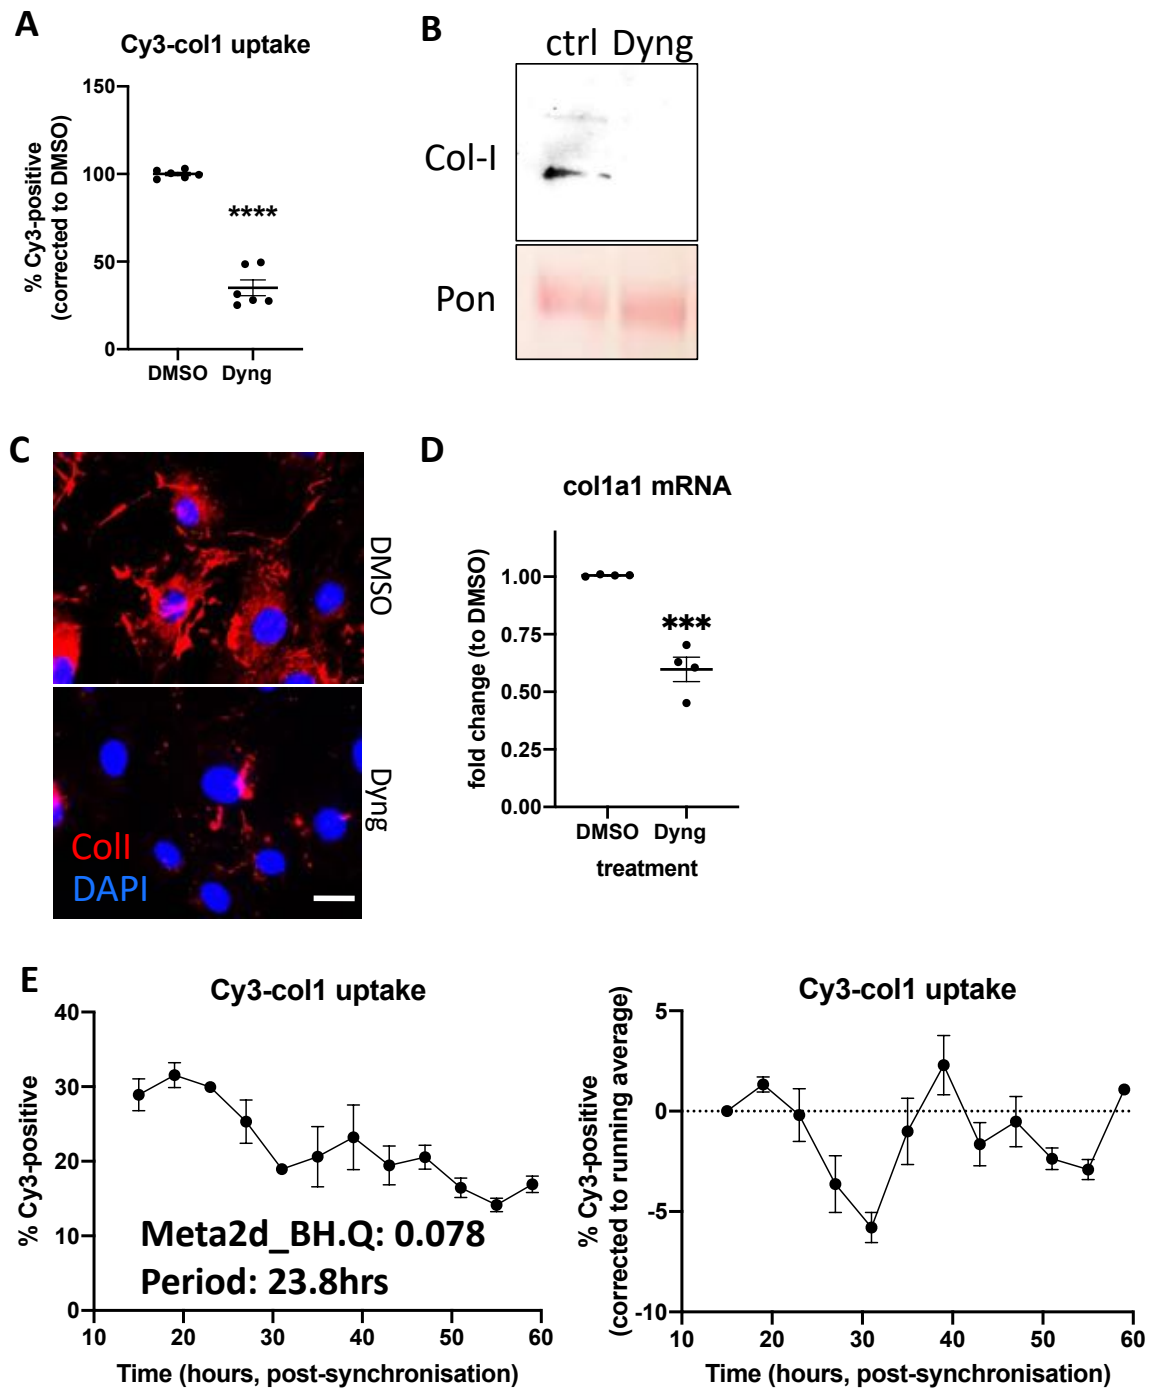 A
Cy3-col1 uptake
% Cy3-positive
(corrected to DMSO)
150
100
50
0
****
DMSO Dyng
B
ctrl Dyng
Col-I
Pon
C
DMSO
Dyng
ColI
DAPI
D
col1a1 mRNA
fold change (to DMSO)
1.00
0.75
0.50
0.25
0.00
***
DMSO Dyng
treatment
E
Cy3-col1 uptake
% Cy3-positive
40
30
20
10
0
Meta2d_BH.Q: 0.078
Period: 23.8hrs
10 20 30 40 50 60
Time (hours, post-synchronisation)
Cy3-col1 uptake
% Cy3-positive
(corrected to running average)
5
0
-5
-10
10 20 30 40 50 60
Time (hours, post-synchronisation)